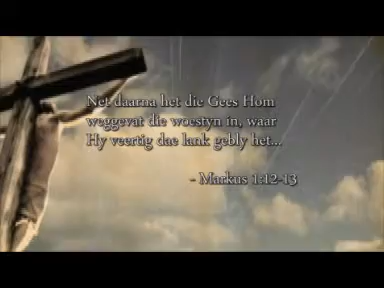 Net daarna het die Gees Hom
weggevat die woestyn in, waar
Hy veertig dae lank gebly het...
- Markus 1:12-13